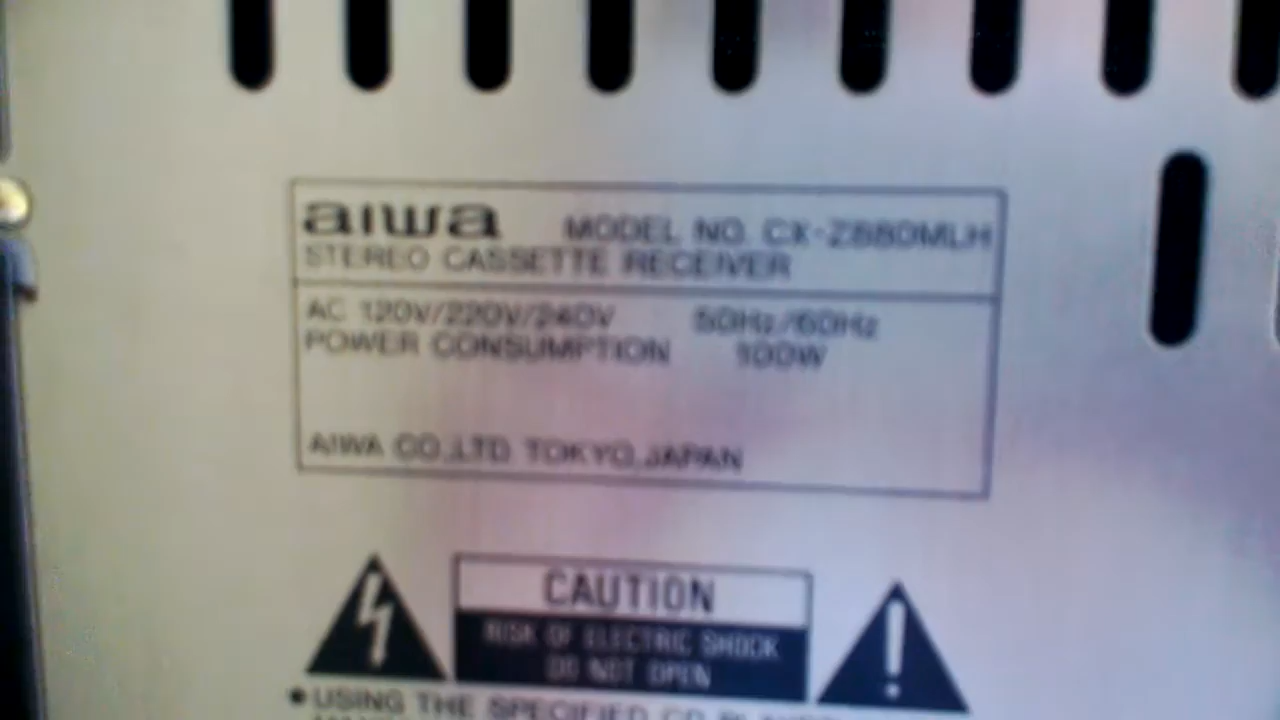 aiwa MODEL NO. CX-Z880MLH
STEREO CASSETTE RECEIVER
AC 120V/220V/240V 50Hz/60Hz
POWER CONSUMPTION 100W
AIWA CO.,LTD TOKYO,JAPAN
CAUTION
RISK OF ELECTRIC SHOCK
DO NOT OPEN
● USING THE SPECIFIED CD